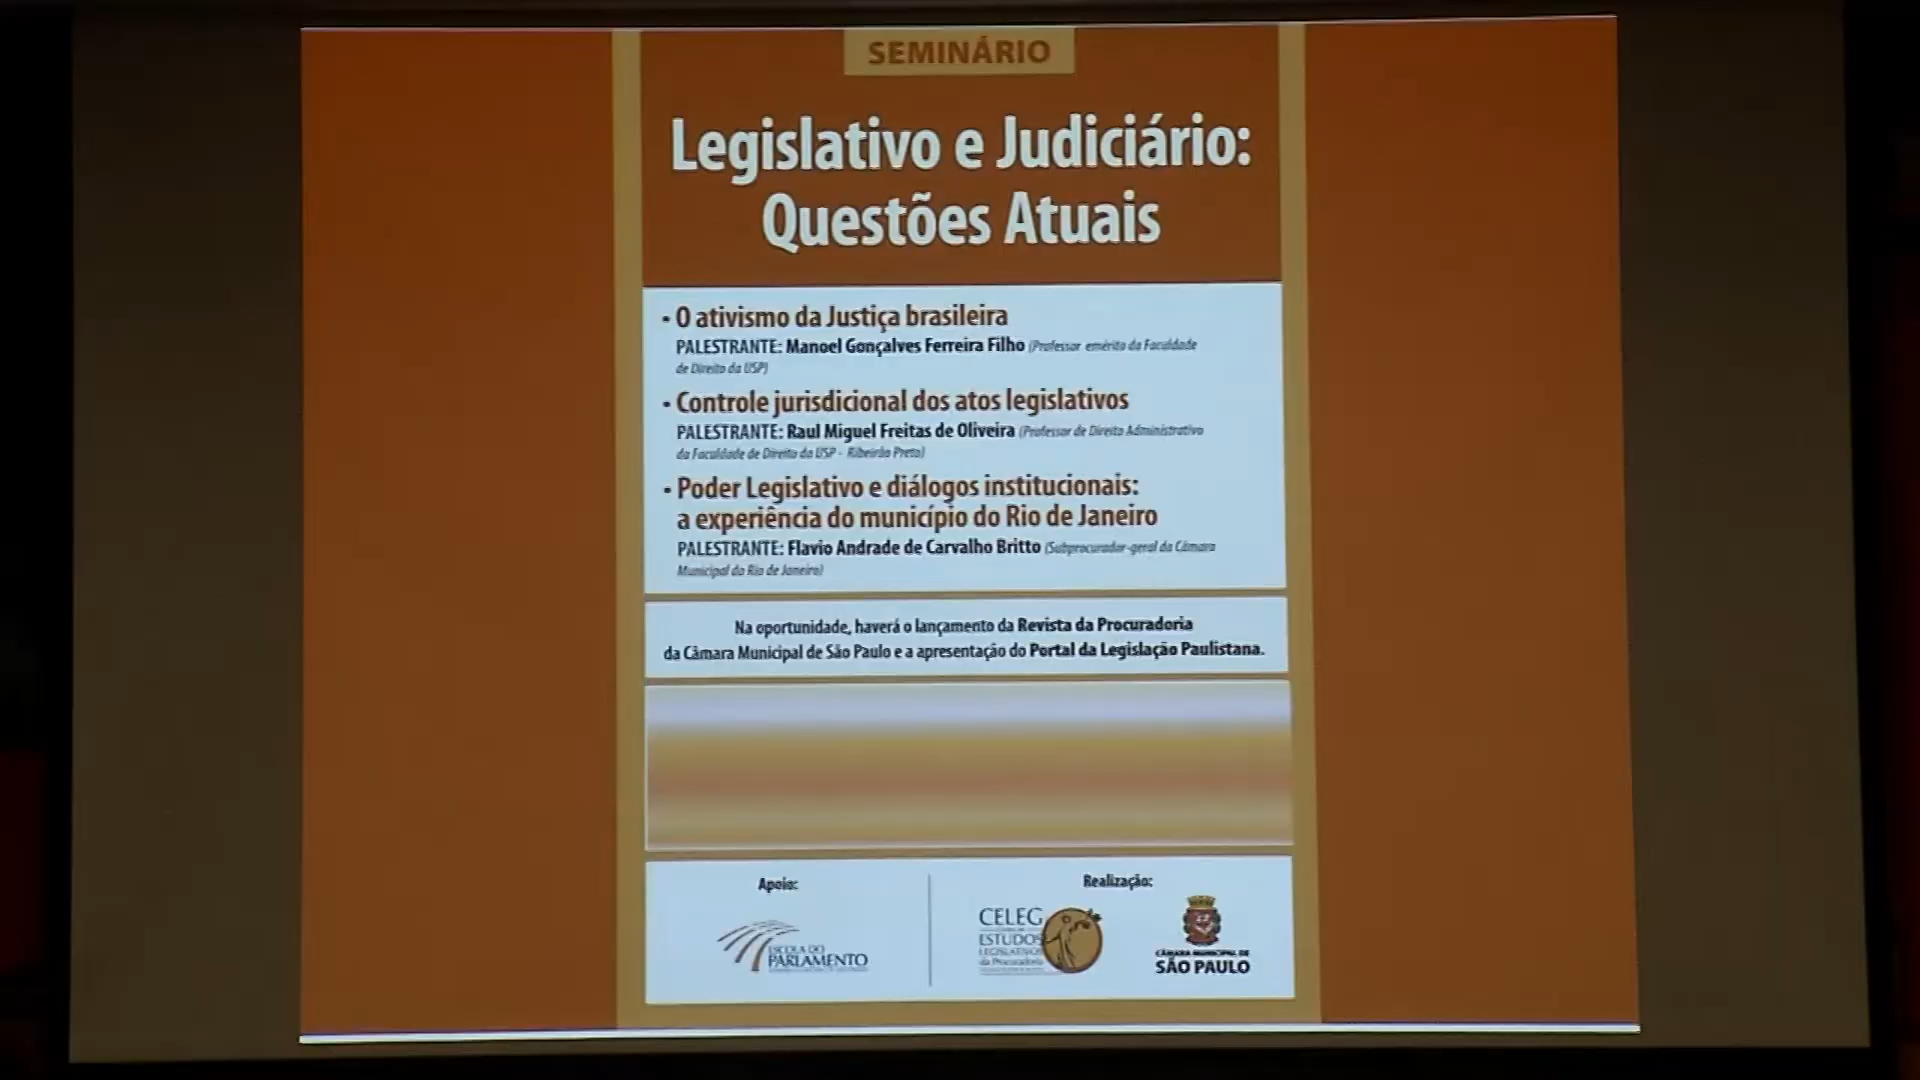 SEMINÁRIO
Legislativo e Judiciário:
Questões Atuais
• O ativismo da Justiça brasileira
PALESTRANTE: Manoel Gonçalves Ferreira Filho (Professor emérito da Faculdade
de Direito da USP)
• Controle jurisdicional dos atos legislativos
PALESTRANTE: Raul Miguel Freitas de Oliveira (Professor de Direito Administrativo
da Faculdade de Direito da USP - Ribeirão Preto)
• Poder Legislativo e diálogos institucionais:
a experiência do município do Rio de Janeiro
PALESTRANTE: Flavio Andrade de Carvalho Britto (Subprocurador-geral da Câmara
Municipal do Rio de Janeiro)
Na oportunidade, haverá o lançamento da Revista da Procuradoria
da Câmara Municipal de São Paulo e a apresentação do Portal da Legislação Paulistana.
Apoio:
Realização:
ESCOLA DO
PARLAMENTO
CELEG
ESTUDOS
LEGISLATIVOS
da Procuradoria
CÂMARA MUNICIPAL DE
SÃO PAULO